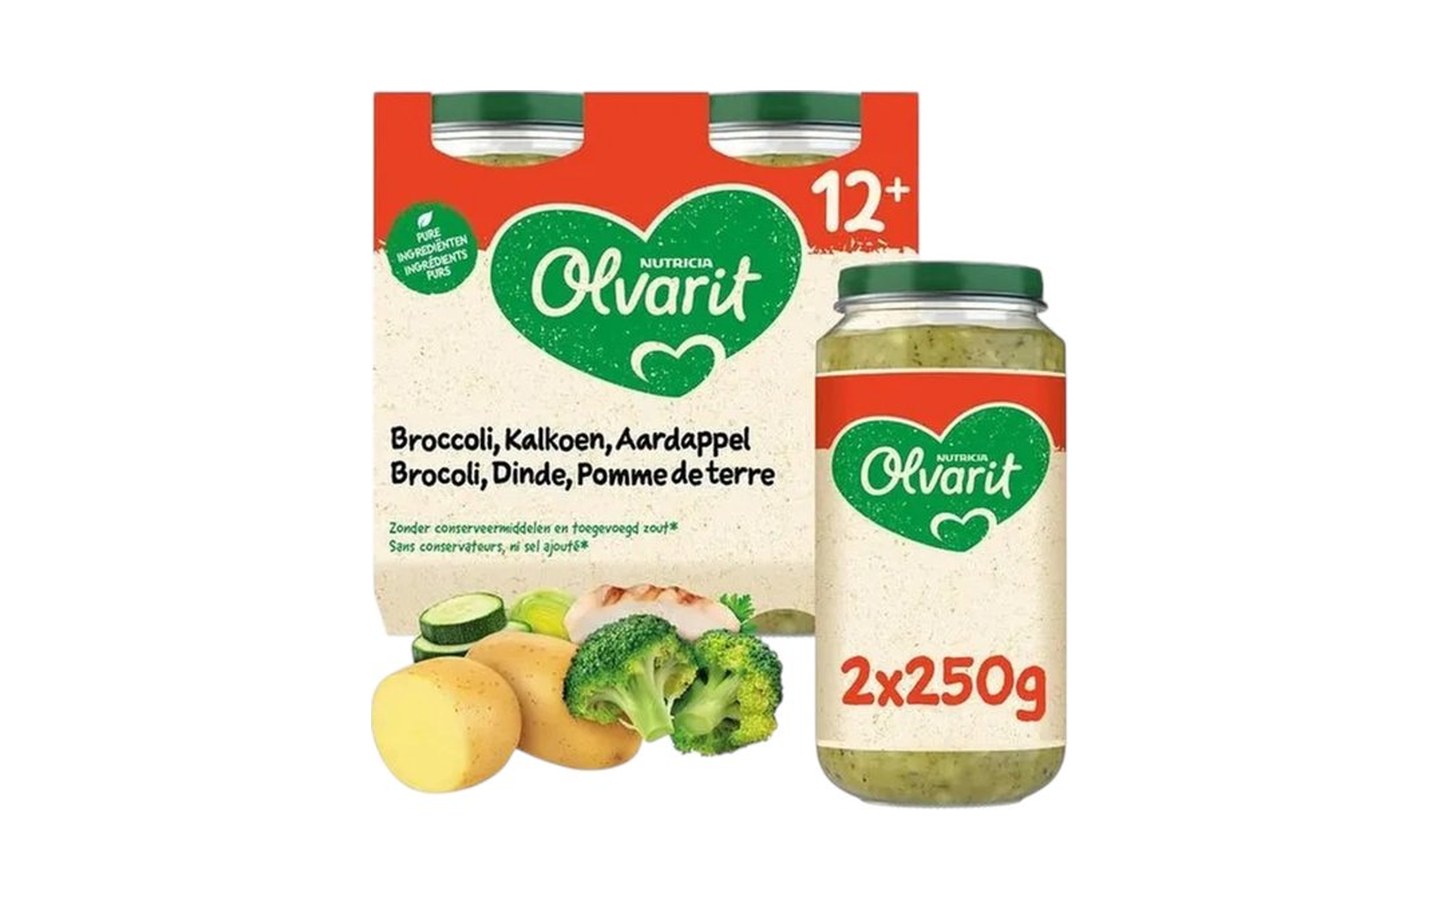 12+
PURE
INGREDIËNTEN
INGRÉDIENTS
PURS
NUTRICIA
Olvarit
Broccoli, Kalkoen, Aardappel
Brocoli, Dinde, Pomme de terre
Zonder conserveermiddelen en toegevoegd zout*
Sans conservateurs, ni sel ajouté*
NUTRICIA
Olvarit
2x250g